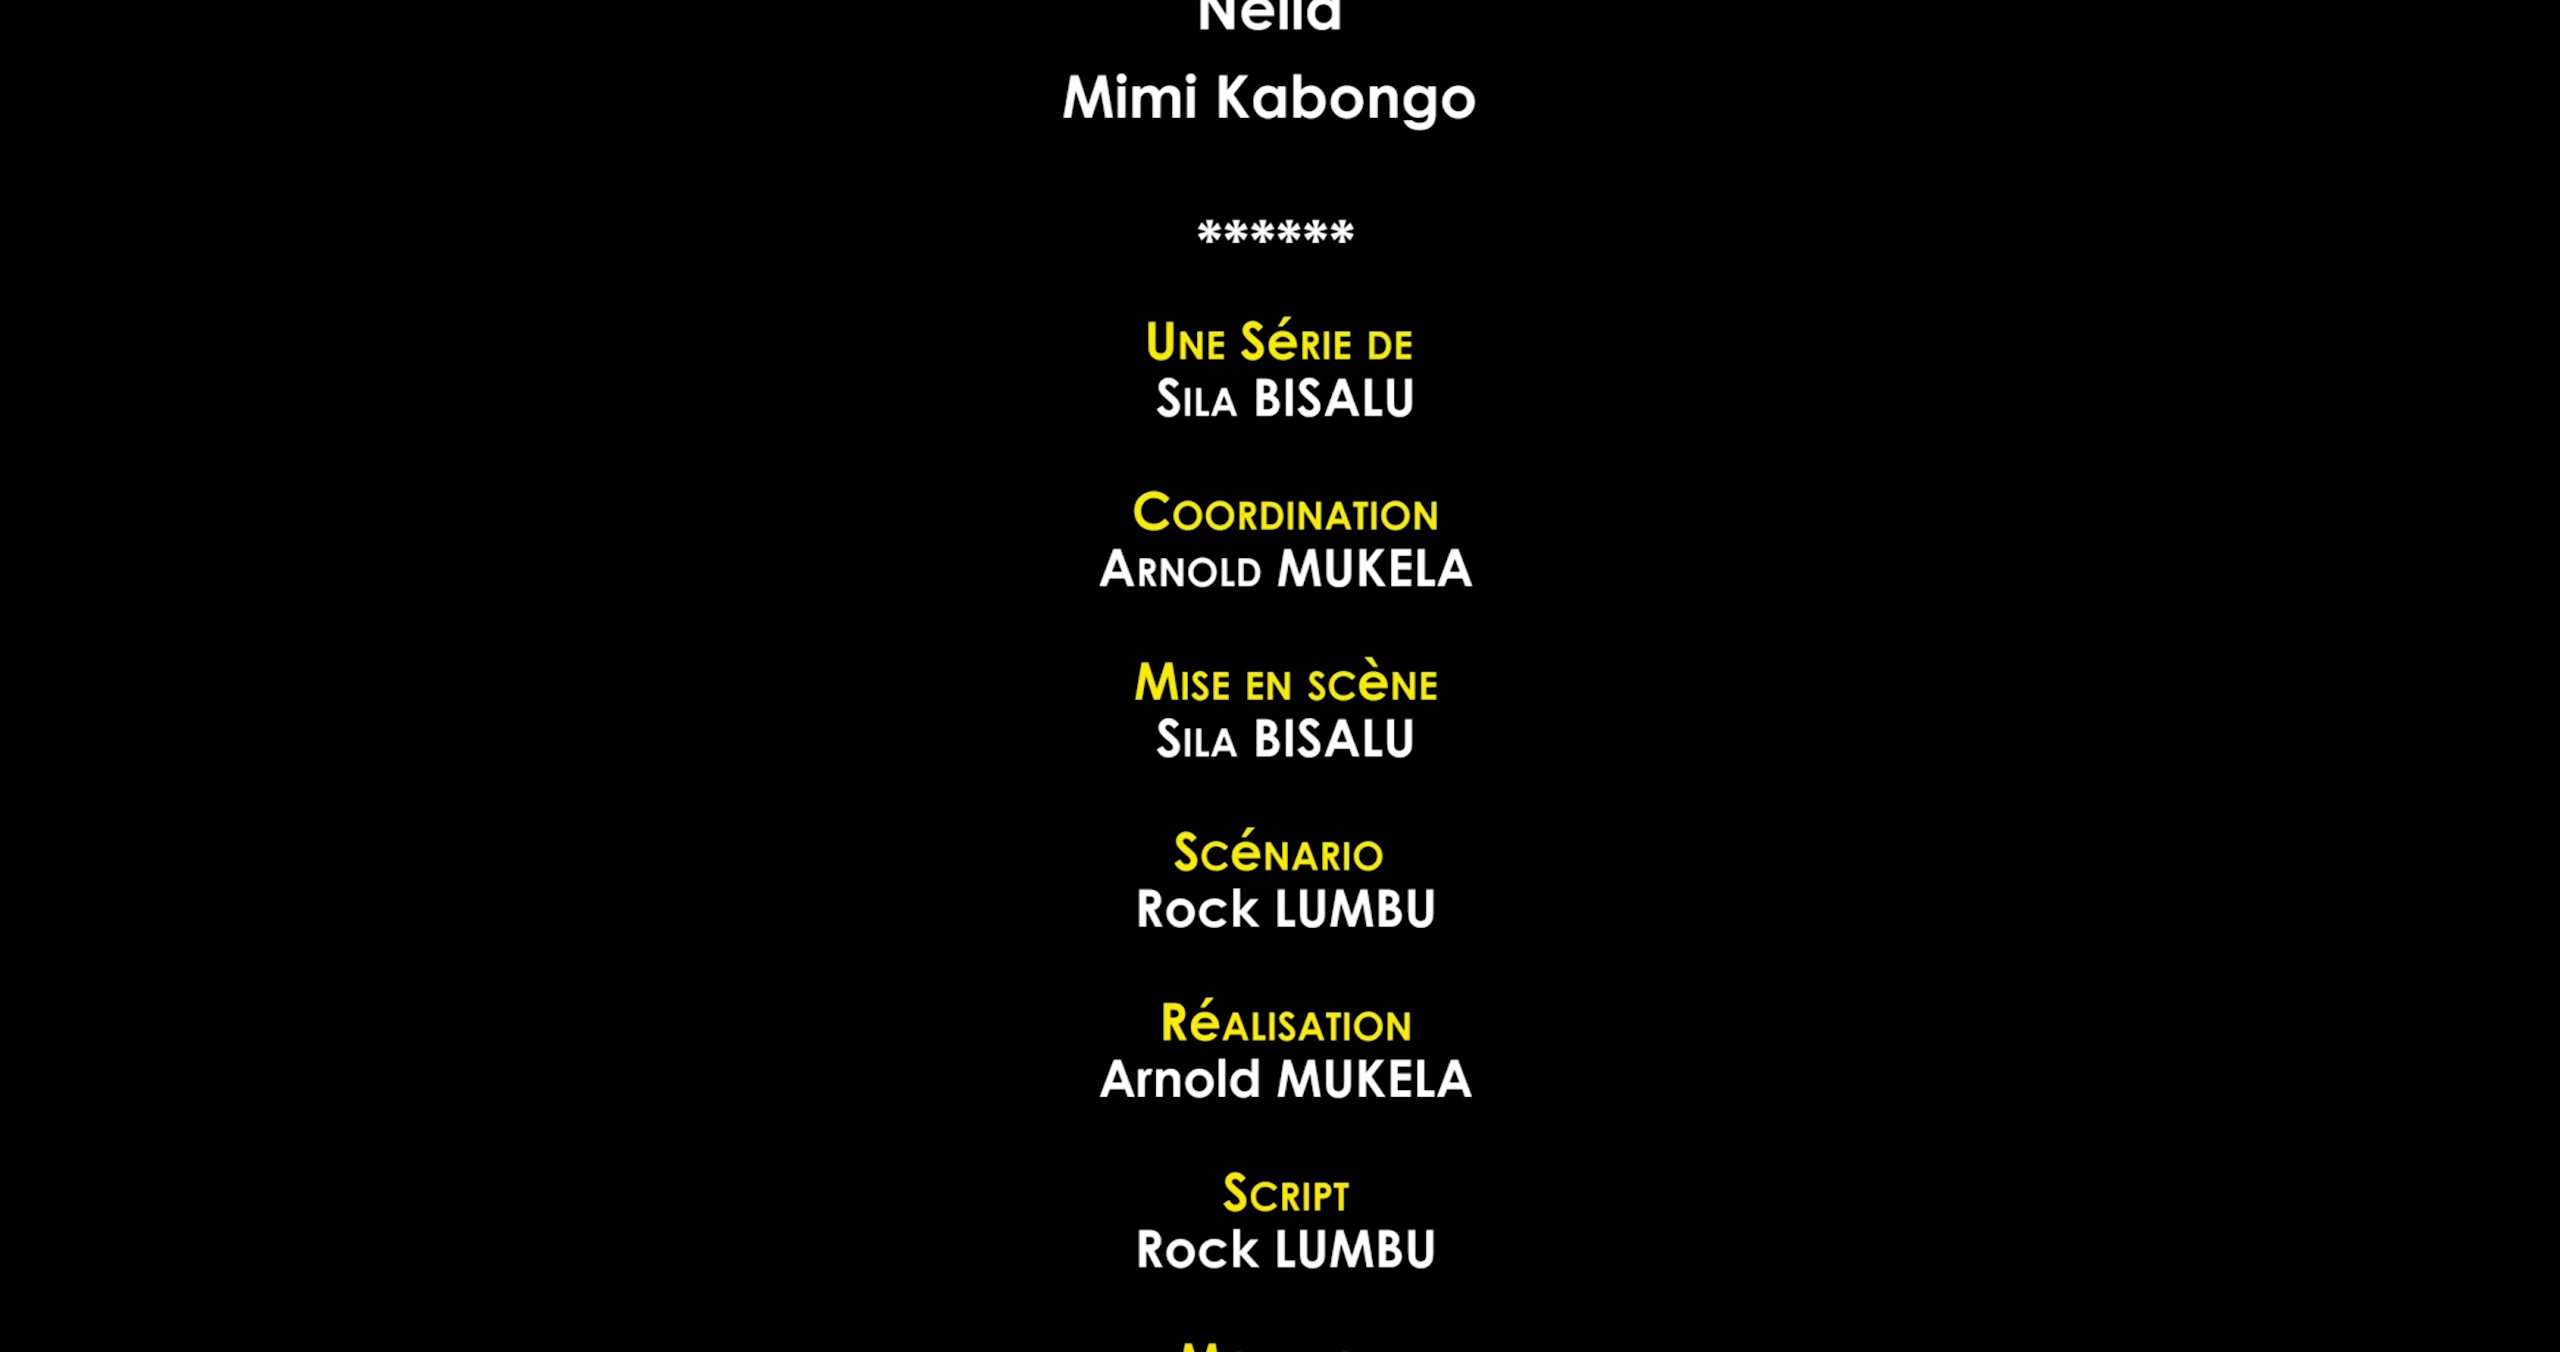 Mimi Kabongo
******
Une Série de
Sila BISALU
Coordination
Arnold MUKELA
Mise en scène
Sila BISALU
Scénario
Rock LUMBU
Réalisation
Arnold MUKELA
Script
Rock LUMBU